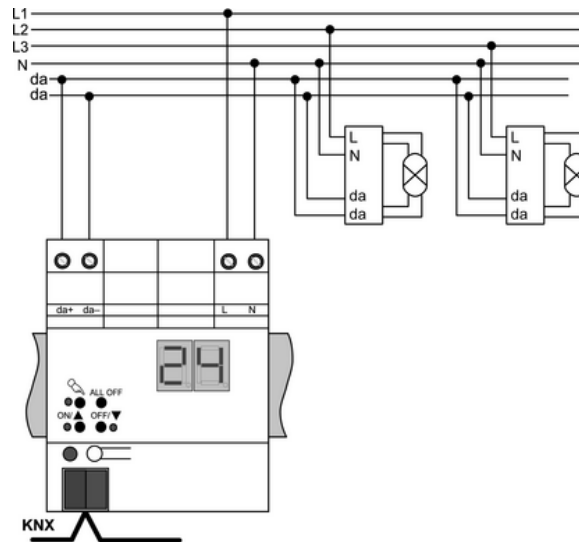 L1
L2
L3
N
da
da
L
N
da
da
L
N
da
da
da+ da– L N
24
ALL OFF
ON/▲ OFF/▼
KNX